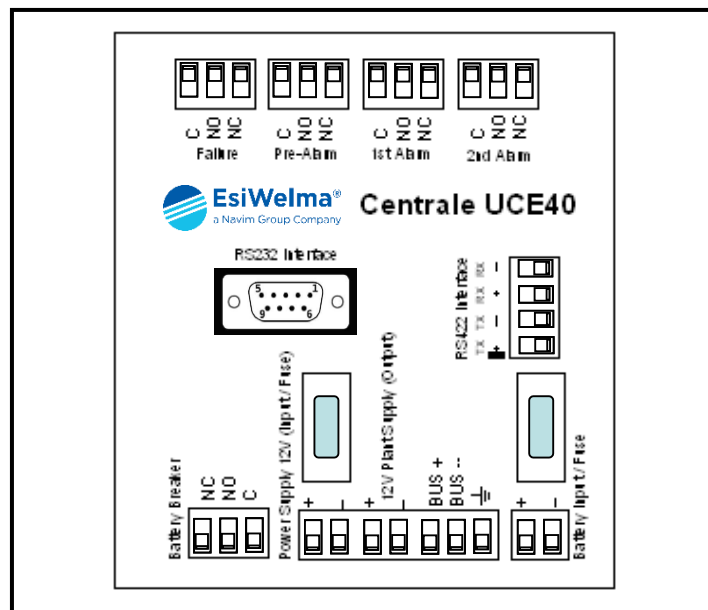 C NO NC
Failure
C NO NC
Pre-Alarm
C NO NC
1st Alarm
C NO NC
2nd Alarm
EsiWelma®
a Navim Group Company
Centrale UCE40
RS232 Interface
5 1
9 6
RS422 Interface
TX TX RX RX
+ - + -
Battery Breaker
NC NO C
Power Supply 12V (Input / Fuse)
+ -
12V Plant Supply (Output)
+ -
BUS +
BUS --
+ -
Battery Input / Fuse